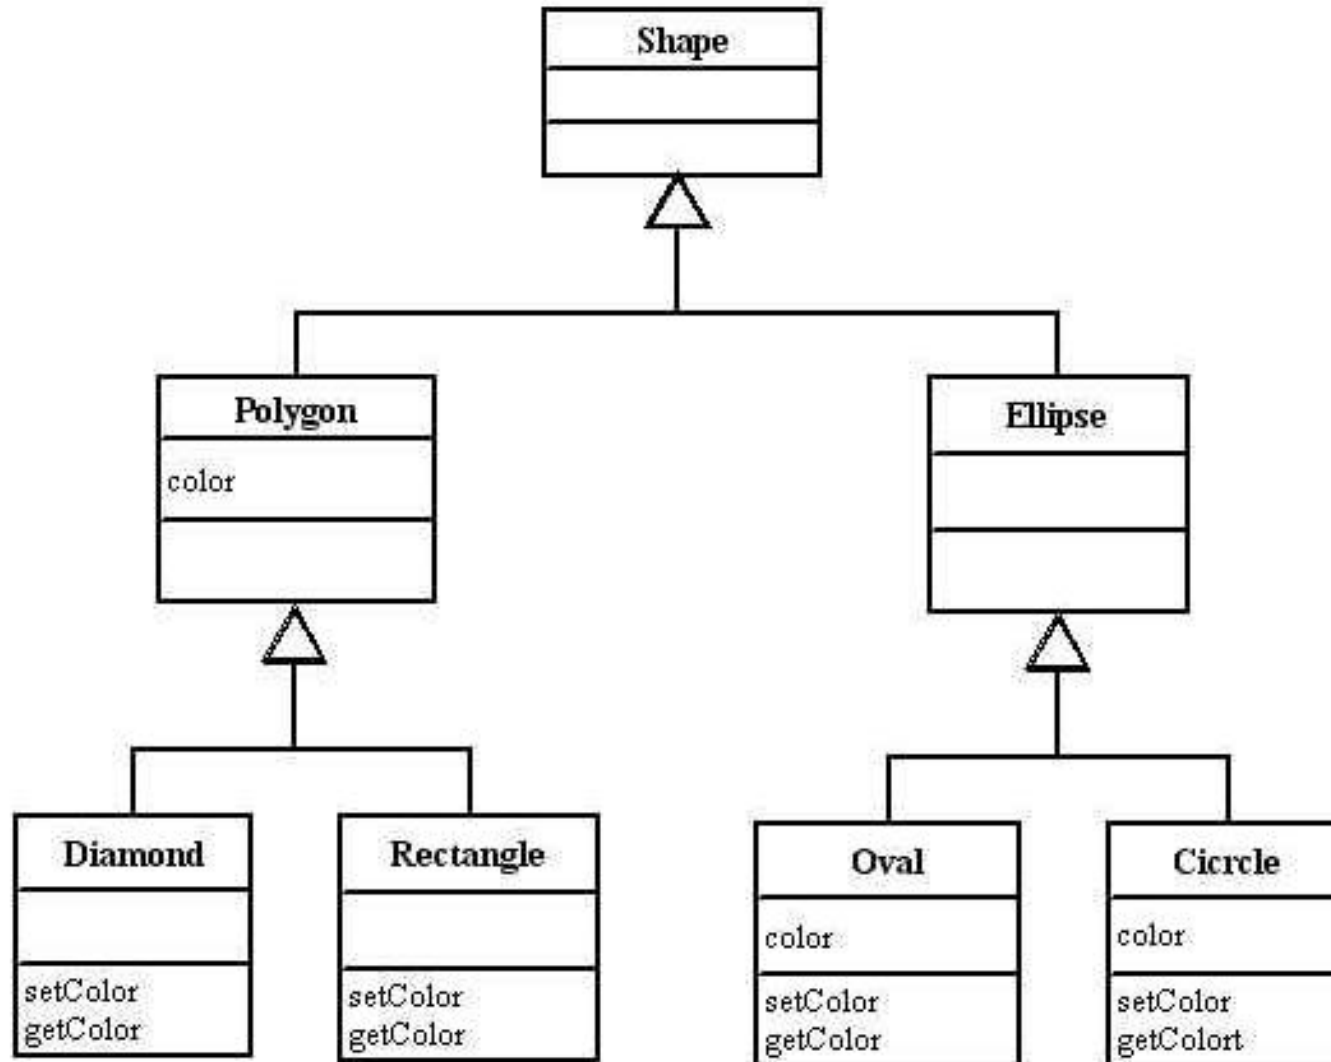 Shape
Polygon
color
Ellipse
Diamond
setColor
getColor
Rectangle
setColor
getColor
Oval
color
setColor
getColor
Cicrcle
color
setColor
getColort